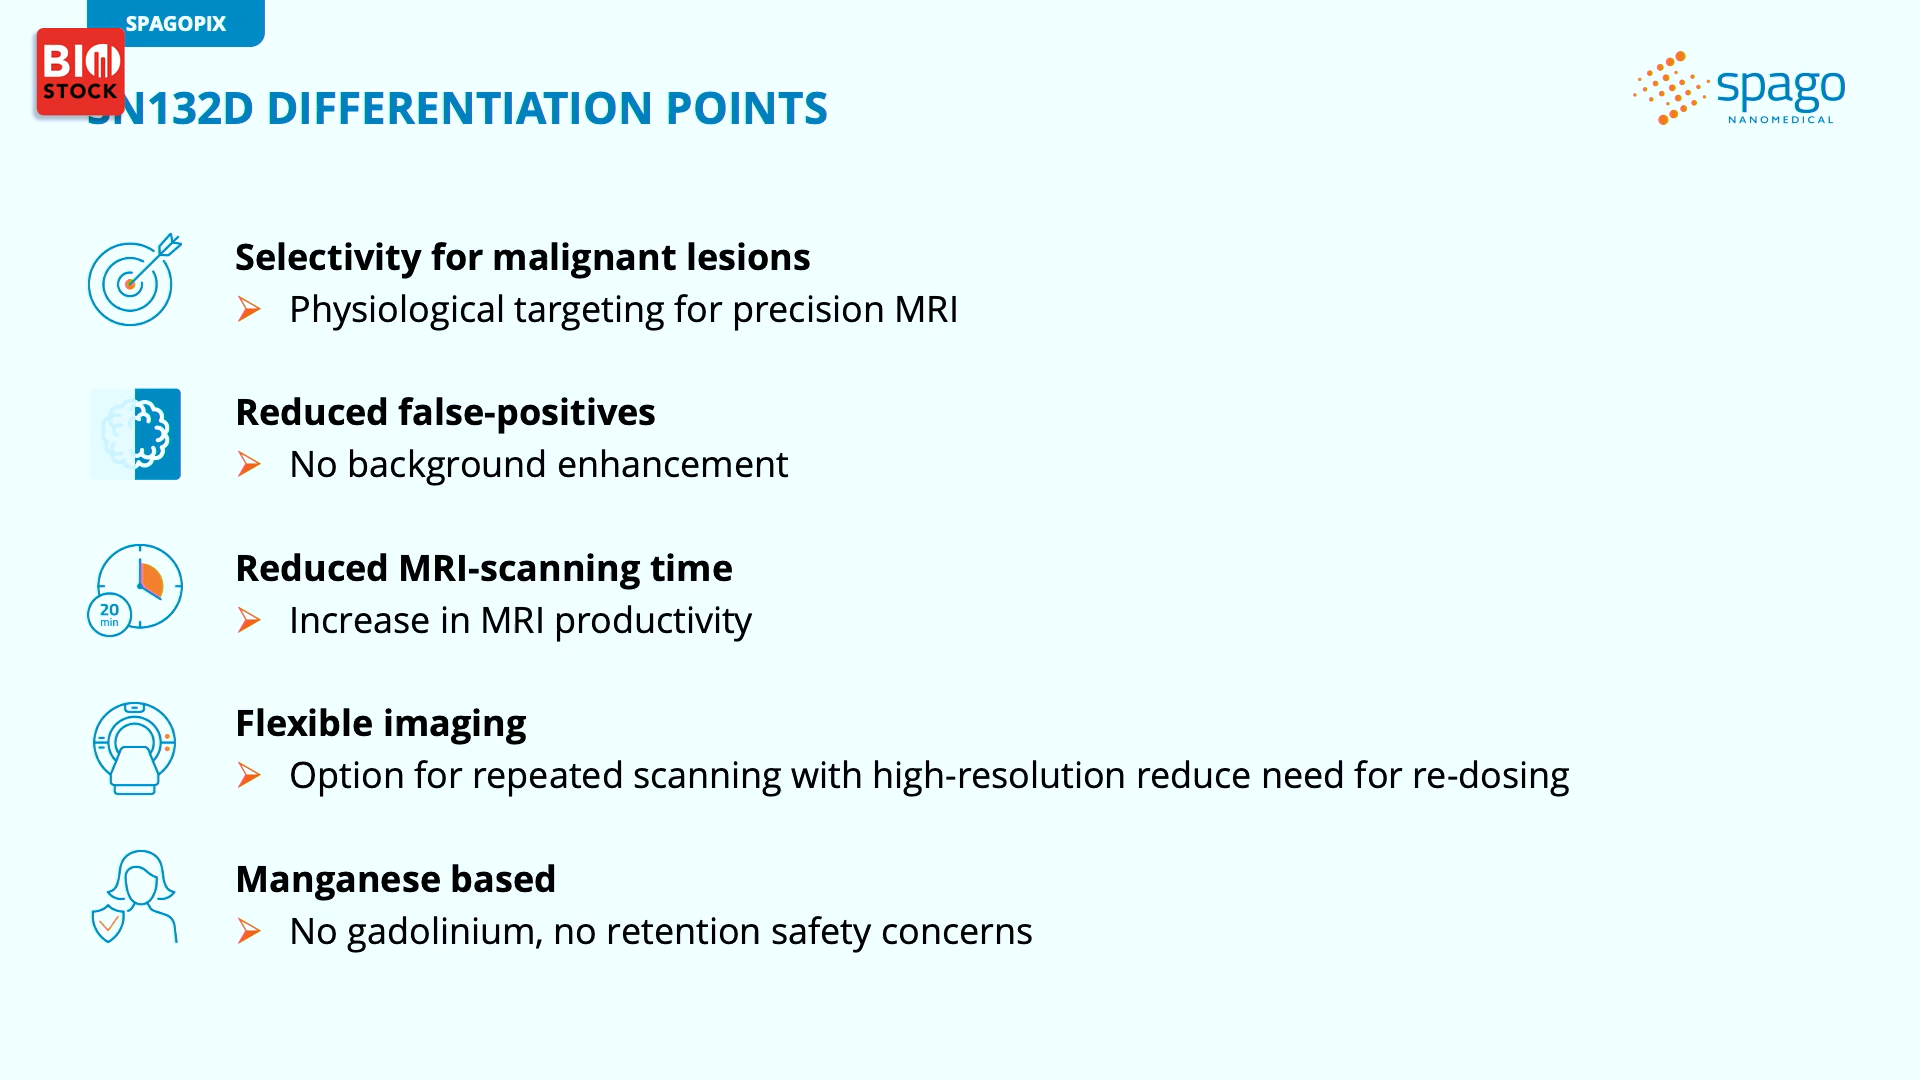 SPAGOPIX
BIO
STOCK
SN132D DIFFERENTIATION POINTS
spago
NANOMEDICAL
Selectivity for malignant lesions
Physiological targeting for precision MRI
Reduced false-positives
No background enhancement
Reduced MRI-scanning time
Increase in MRI productivity
20
min
Flexible imaging
Option for repeated scanning with high-resolution reduce need for re-dosing
Manganese based
No gadolinium, no retention safety concerns